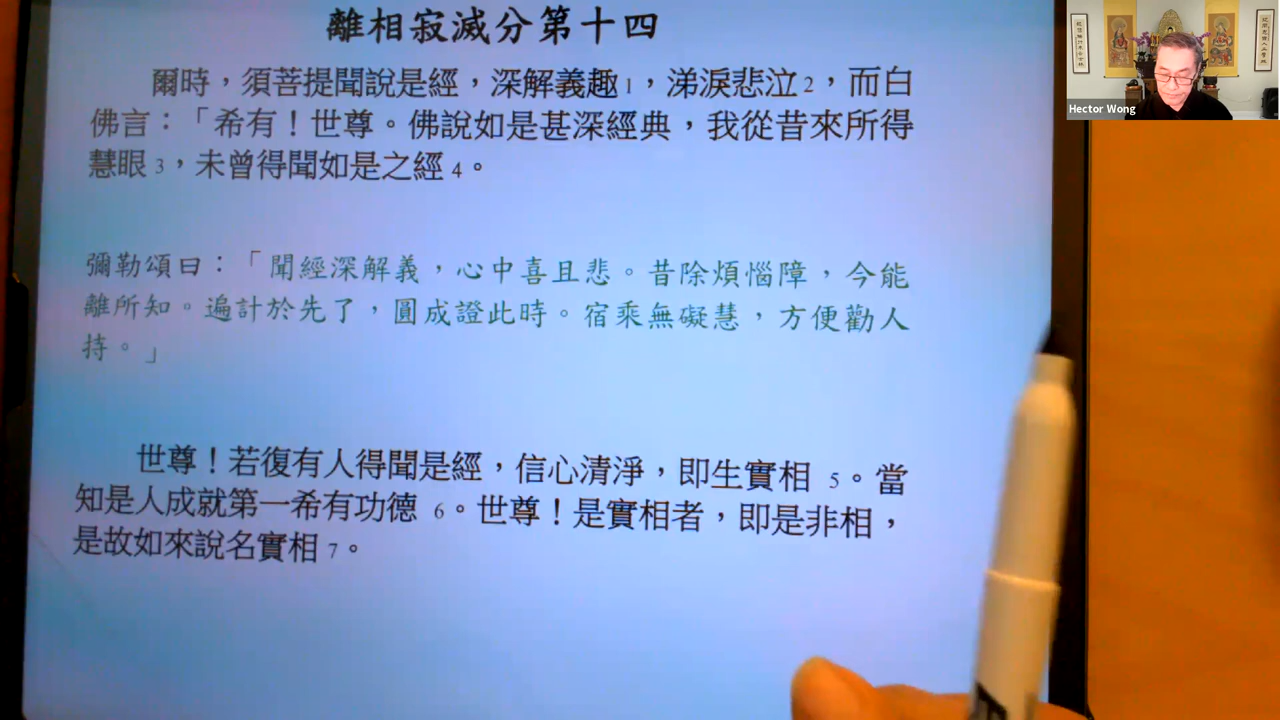 離相寂滅分第十四
爾時，須菩提聞說是經，深解義趣1，涕淚悲泣2，而白
佛言：「希有！世尊。佛說如是甚深經典，我從昔來所得
慧眼3，未曾得聞如是之經4。
彌勒頌曰：「聞經深解義，心中喜且悲。昔除煩惱障，今能
離所知。遍計於先了，圓成證此時。宿乘無礙慧，方便勸人
持。」
世尊！若復有人得聞是經，信心清淨，即生實相 5。當
知是人成就第一希有功德 6。世尊！是實相者，即是非相，
是故如來說名實相7。
Hector Wong